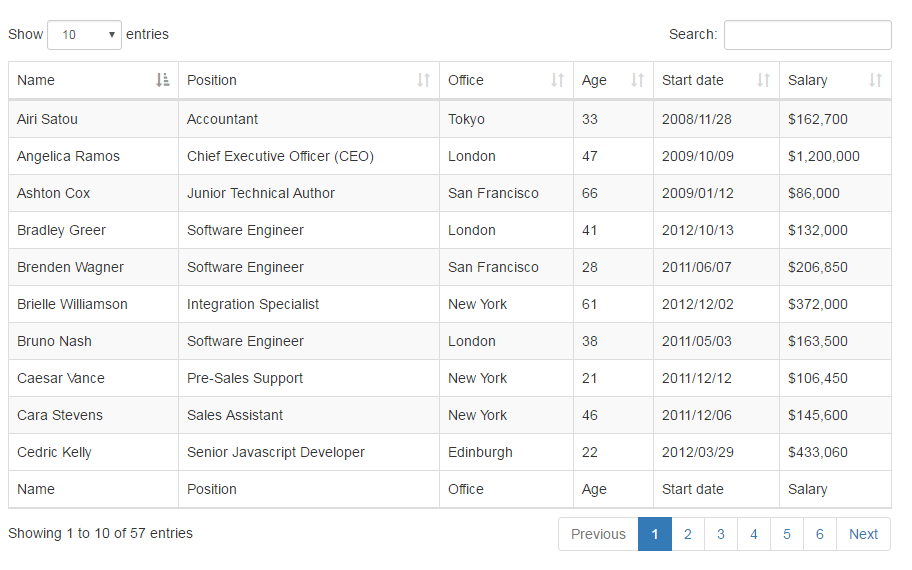 Show 10 entries Search:
Name Position Office Age Start date Salary
Airi Satou Accountant Tokyo 33 2008/11/28 $162,700
Angelica Ramos Chief Executive Officer (CEO) London 47 2009/10/09 $1,200,000
Ashton Cox Junior Technical Author San Francisco 66 2009/01/12 $86,000
Bradley Greer Software Engineer London 41 2012/10/13 $132,000
Brenden Wagner Software Engineer San Francisco 28 2011/06/07 $206,850
Brielle Williamson Integration Specialist New York 61 2012/12/02 $372,000
Bruno Nash Software Engineer London 38 2011/05/03 $163,500
Caesar Vance Pre-Sales Support New York 21 2011/12/12 $106,450
Cara Stevens Sales Assistant New York 46 2011/12/06 $145,600
Cedric Kelly Senior Javascript Developer Edinburgh 22 2012/03/29 $433,060
Name Position Office Age Start date Salary
Showing 1 to 10 of 57 entries Previous 1 2 3 4 5 6 Next